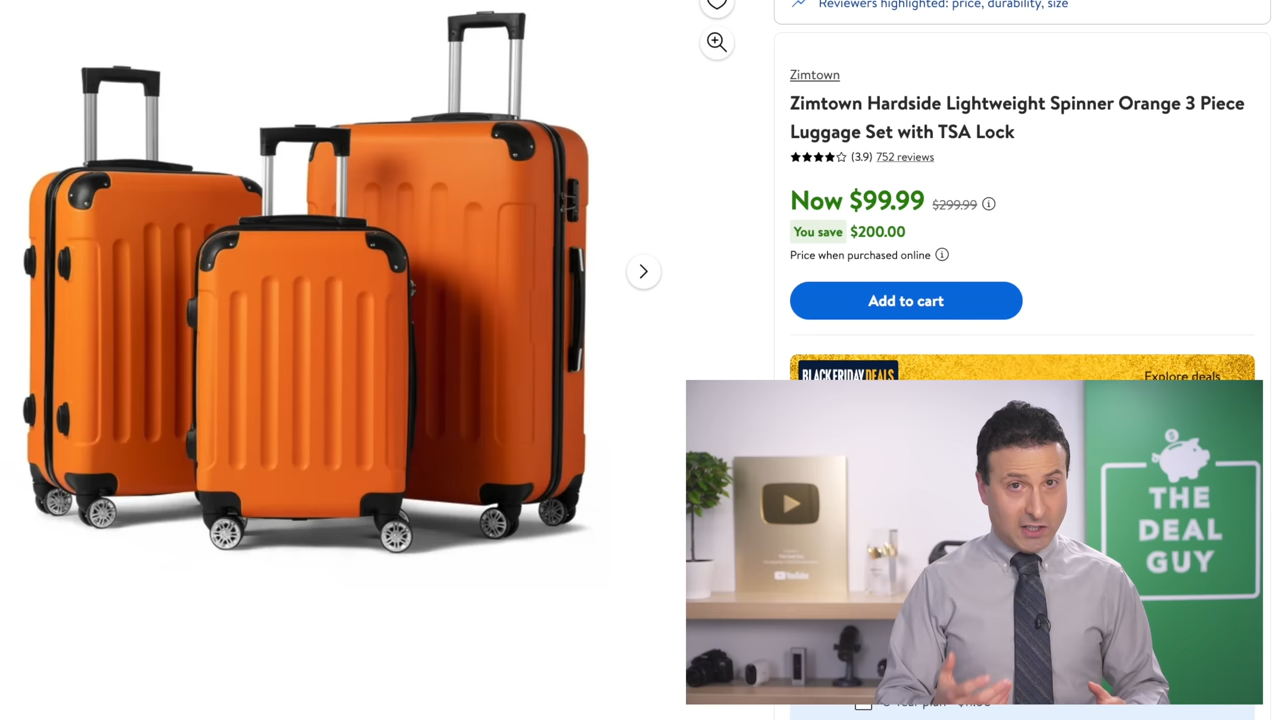 Reviewers highlighted: price, durability, size
Zimtown
Zimtown Hardside Lightweight Spinner Orange 3 Piece
Luggage Set with TSA Lock
(3.9) 752 reviews
Now $99.99 $299.99
You save $200.00
Price when purchased online
Add to cart
BLACK FRIDAY DEALS
Explore deals
THE
DEAL
GUY
YouTube